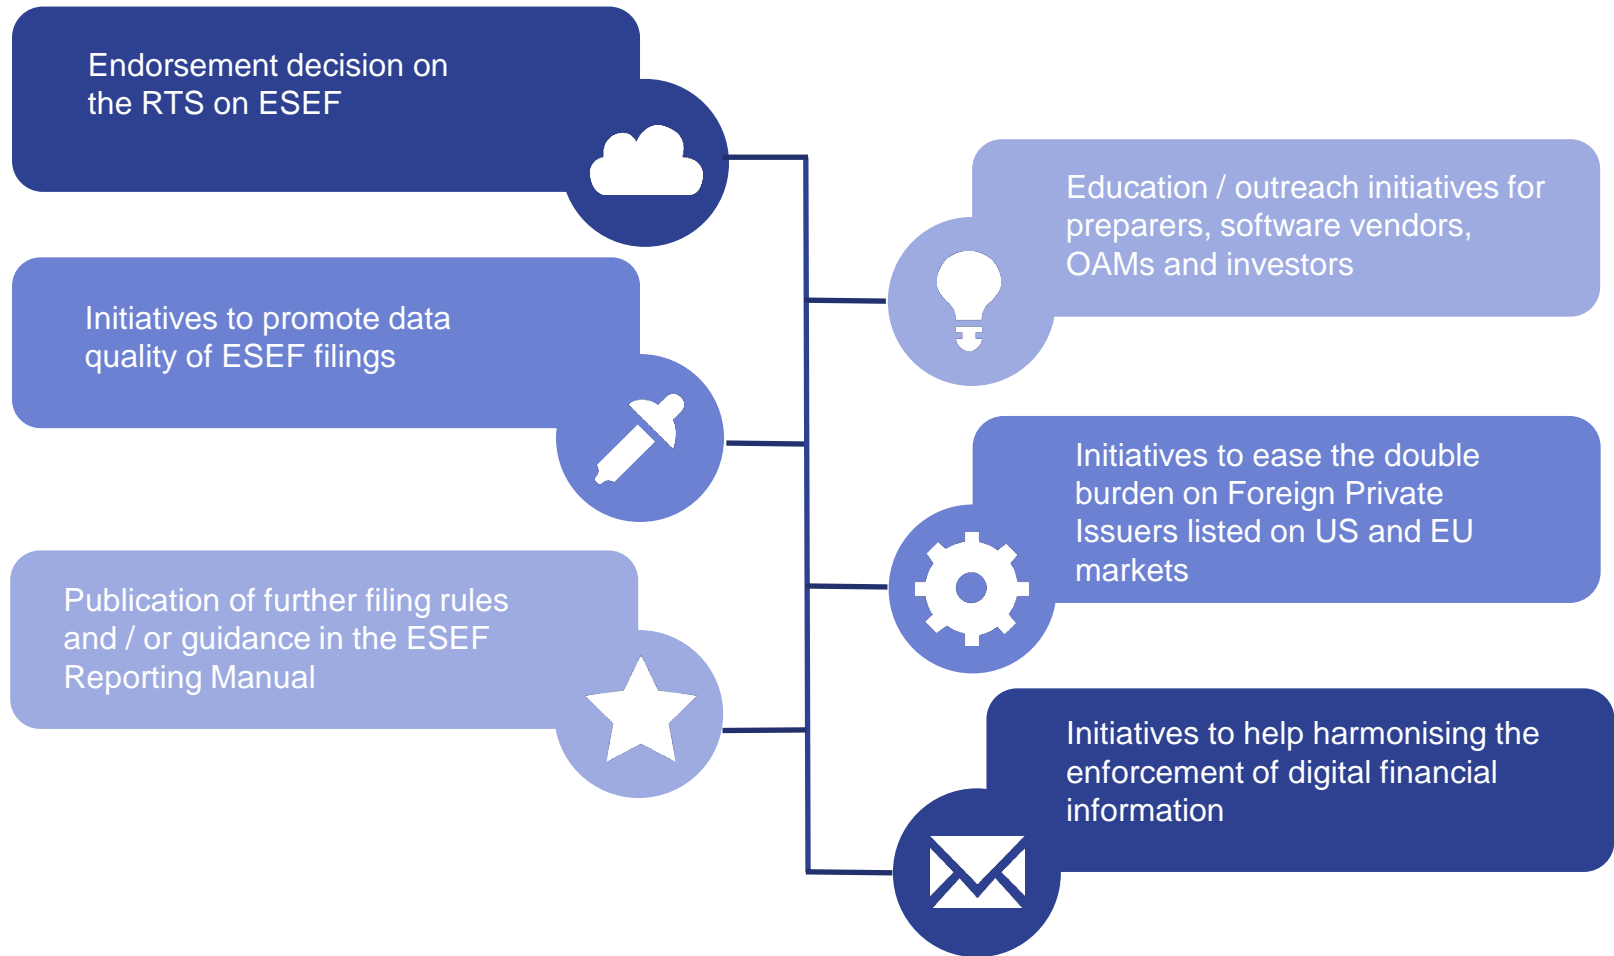 Endorsement decision on
the RTS on ESEF
Education / outreach initiatives for
preparers, software vendors,
OAMs and investors
Initiatives to promote data
quality of ESEF filings
Initiatives to ease the double
burden on Foreign Private
Issuers listed on US and EU
markets
Publication of further filing rules
and / or guidance in the ESEF
Reporting Manual
Initiatives to help harmonising the
enforcement of digital financial
information